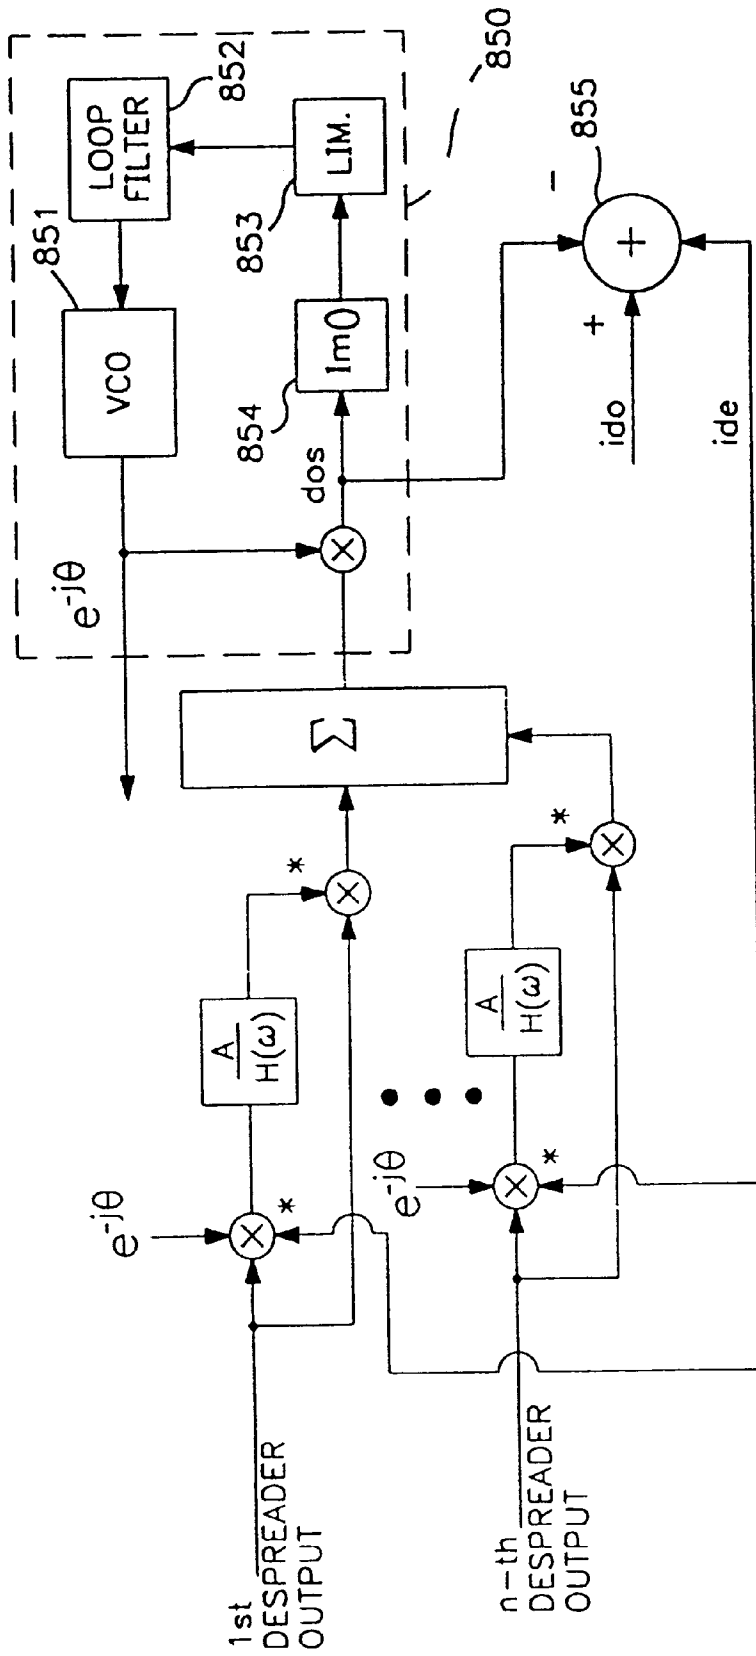 1st
DESPREADER
OUTPUT
n-th
DESPREADER
OUTPUT
e-jθ
*
A
H(ω)
*
×
×
e-jθ
*
A
H(ω)
*
×
×
Σ
e-jθ
VCO
851
LOOP
FILTER
852
853
LIM.
854
Im()
dos
×
850
855
-
+
+
ido
ide